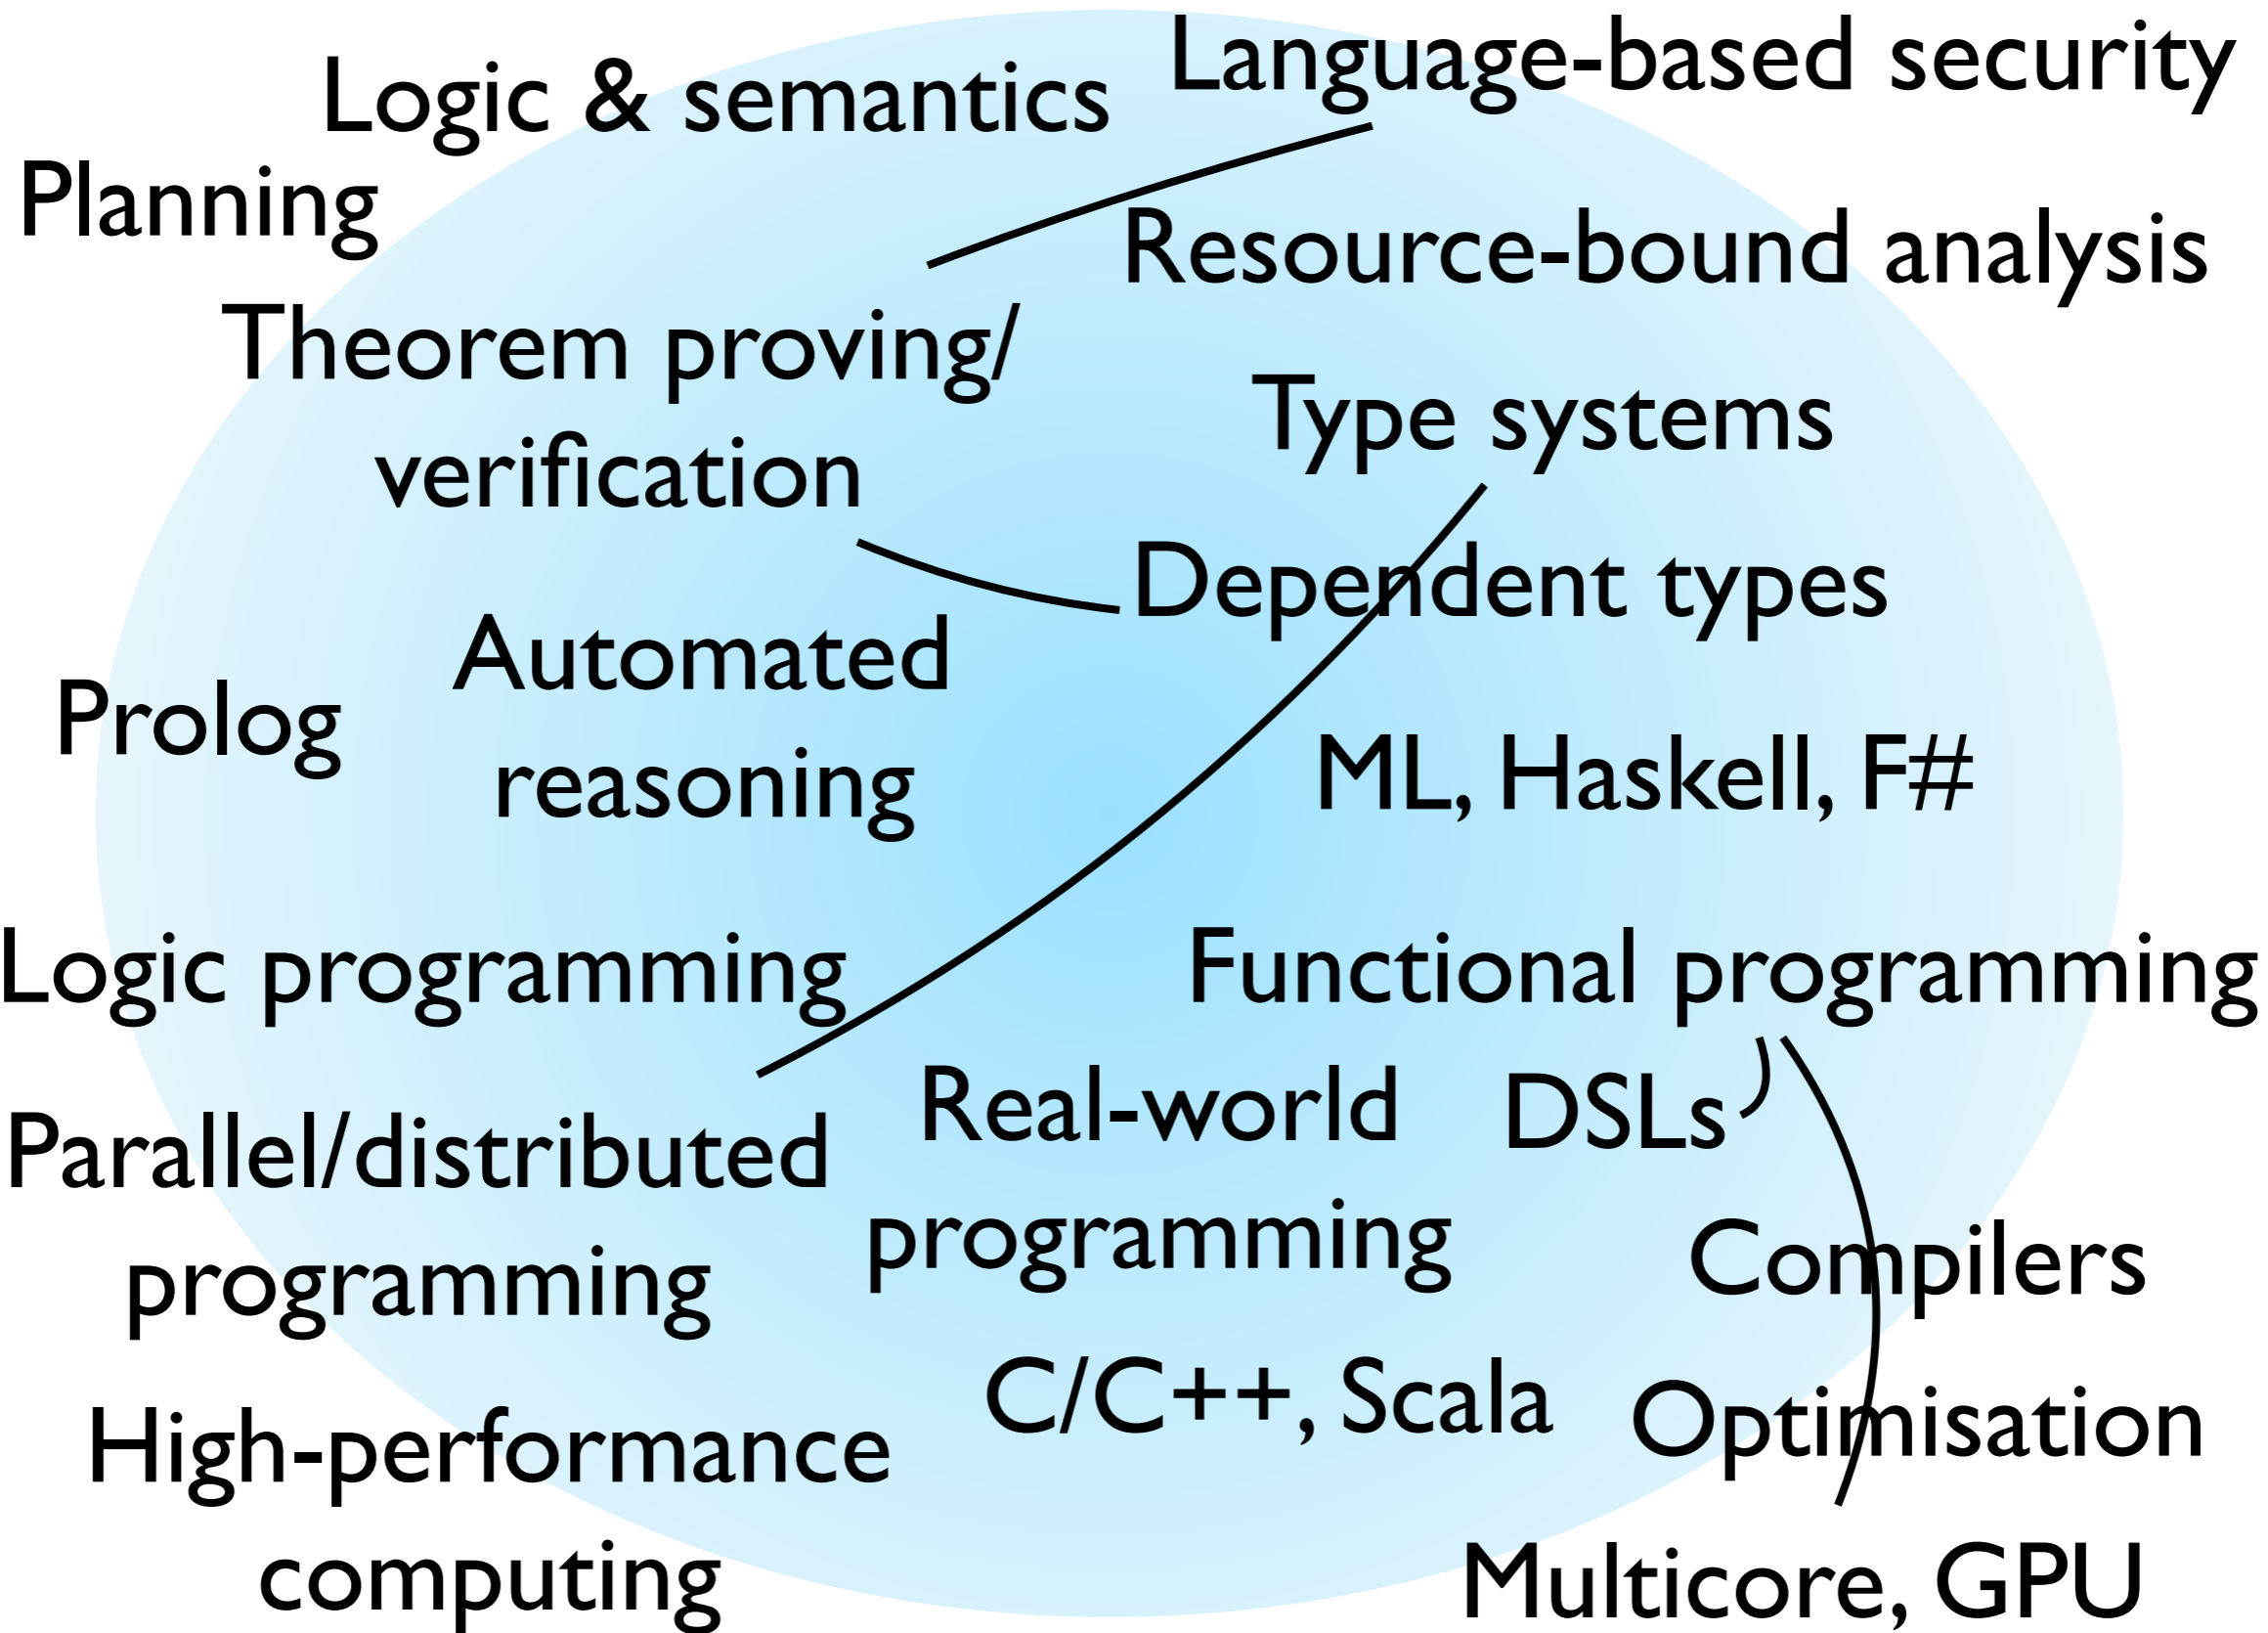 Language-based security
Logic & semantics
Planning
Resource-bound analysis
Theorem proving/
verification
Type systems
Dependent types
Automated
reasoning
Prolog
ML, Haskell, F#
Logic programming
Functional programming
Real-world
programming
DSLs
Parallel/distributed
programming
Compilers
C/C++, Scala
Optimisation
High-performance
computing
Multicore, GPU